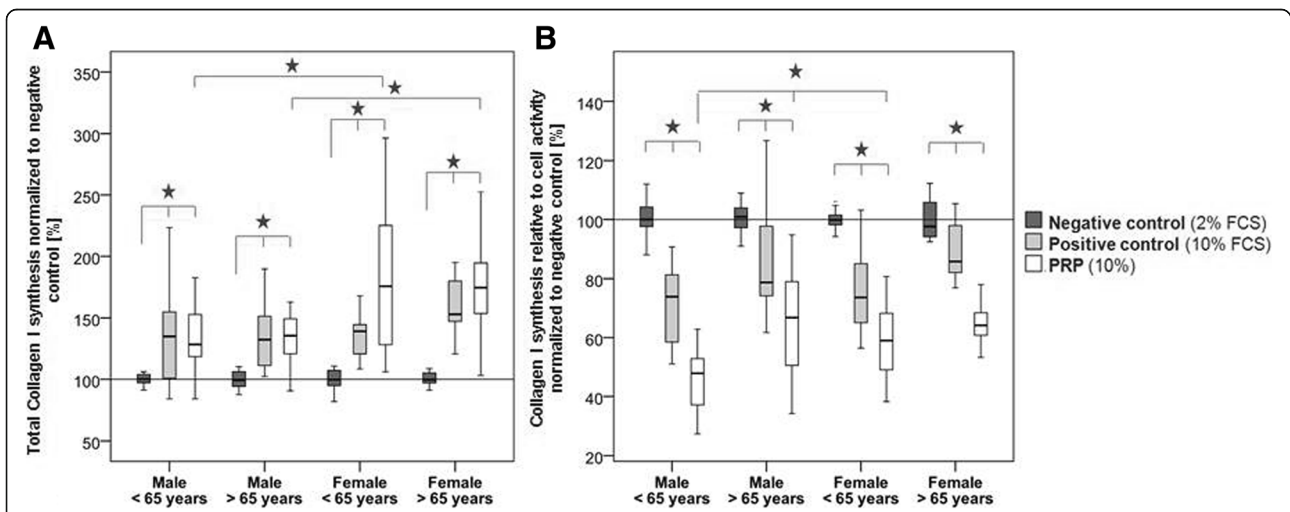 A
Total Collagen I synthesis normalized to negative
control [%]
350
300
250
200
150
100
50
Male
< 65 years
Male
> 65 years
Female
< 65 years
Female
> 65 years
B
Collagen I synthesis relative to cell activity
normalized to negative control [%]
140
120
100
80
60
40
20
Male
< 65 years
Male
> 65 years
Female
< 65 years
Female
> 65 years
Negative control (2% FCS)
Positive control (10% FCS)
PRP (10%)